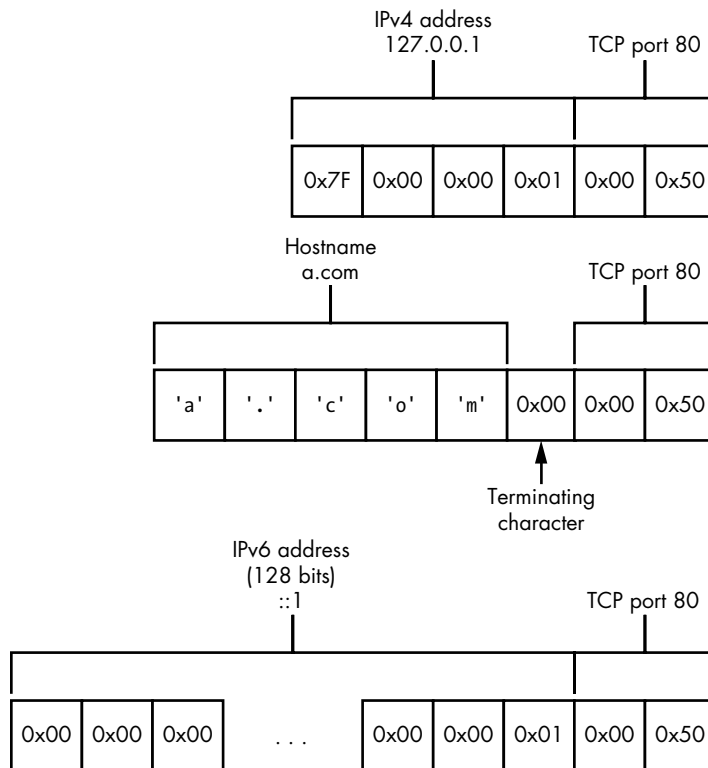 IPv4 address
127.0.0.1
TCP port 80
0x7F 0x00 0x00 0x01 0x00 0x50
Hostname
a.com
TCP port 80
'a' '.' 'c' 'o' 'm' 0x00 0x00 0x50
Terminating
character
IPv6 address
(128 bits)
::1
TCP port 80
0x00 0x00 0x00 . . . 0x00 0x00 0x01 0x00 0x50